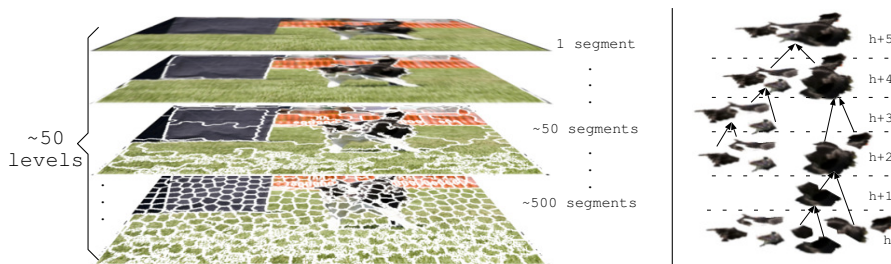 ~50
levels
1 segment
~50 segments
~500 segments
h+5
h+4
h+3
h+2
h+1
h